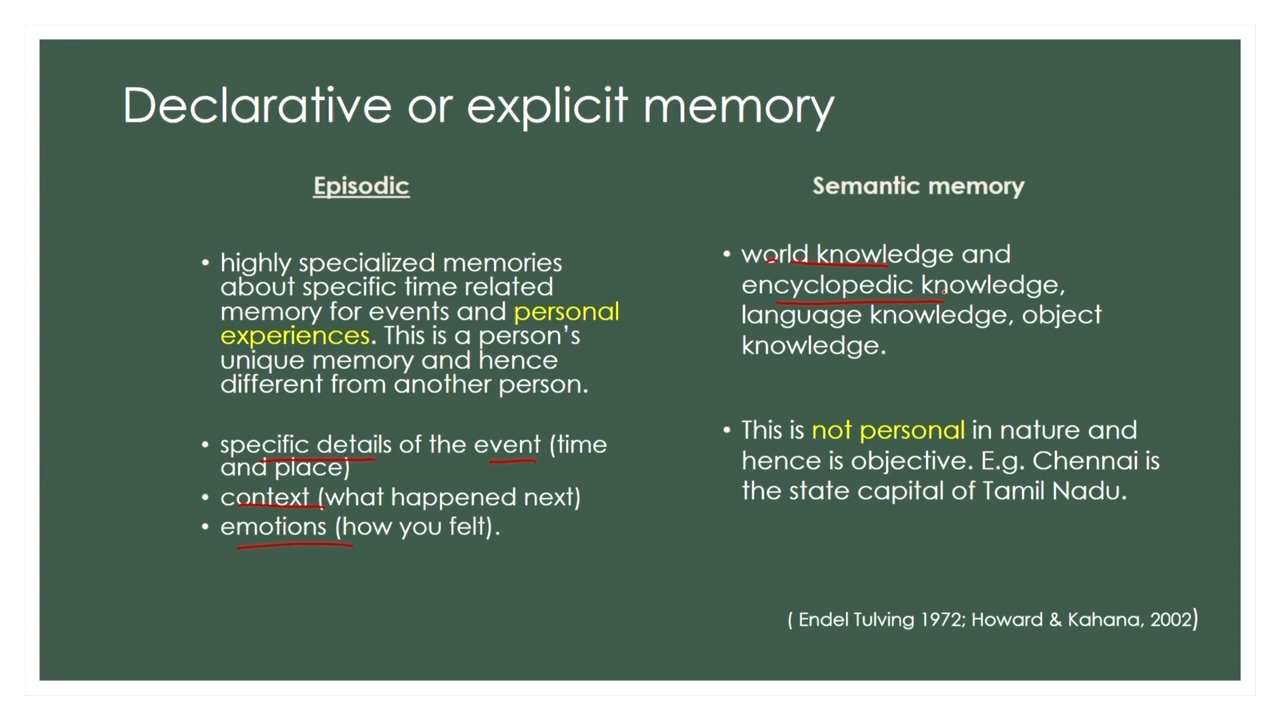 Declarative or explicit memory
Episodic
• highly specialized memories
about specific time related
memory for events and personal
experiences. This is a person’s
unique memory and hence
different from another person.
• specific details of the event (time
and place)
• context (what happened next)
• emotions (how you felt).
Semantic memory
• world knowledge and
encyclopedic knowledge,
language knowledge, object
knowledge.
• This is not personal in nature and
hence is objective. E.g. Chennai is
the state capital of Tamil Nadu.
( Endel Tulving 1972; Howard & Kahana, 2002)